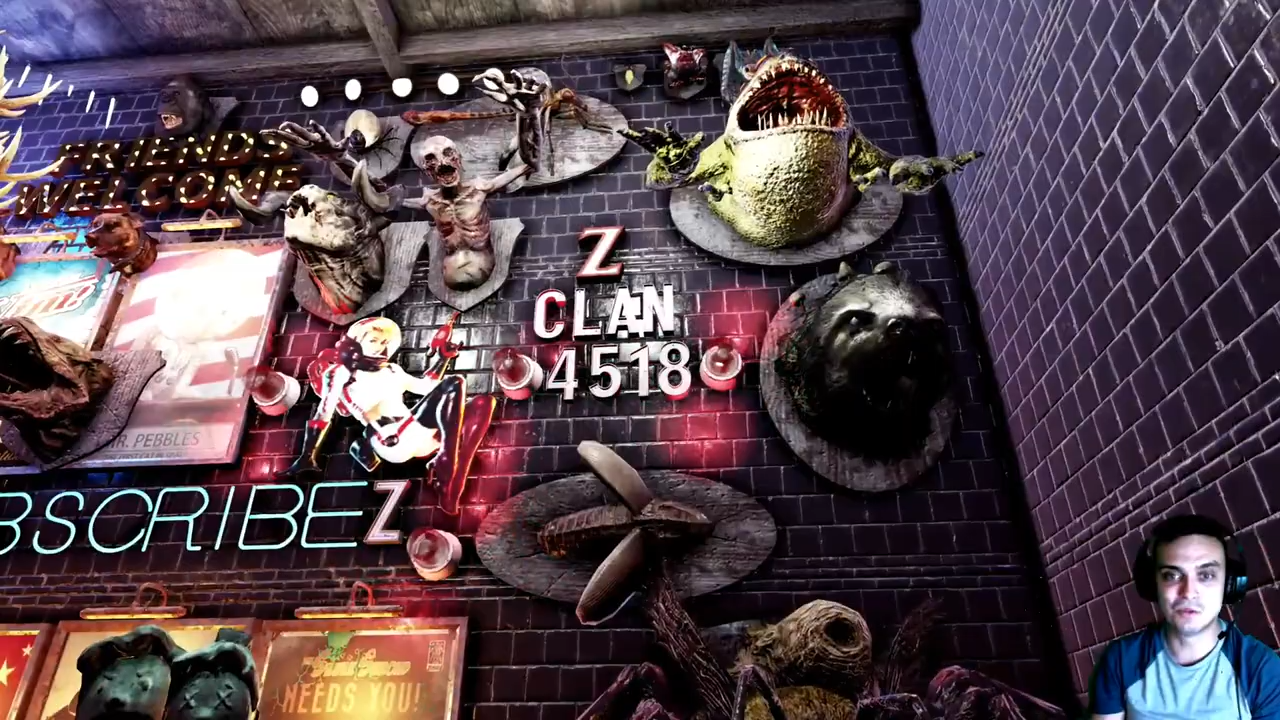 FRIENDS
WELCOME
Z
CLAN
4518
MR. PEBBLES
BSCRIBEZ
NEEDS YOU!